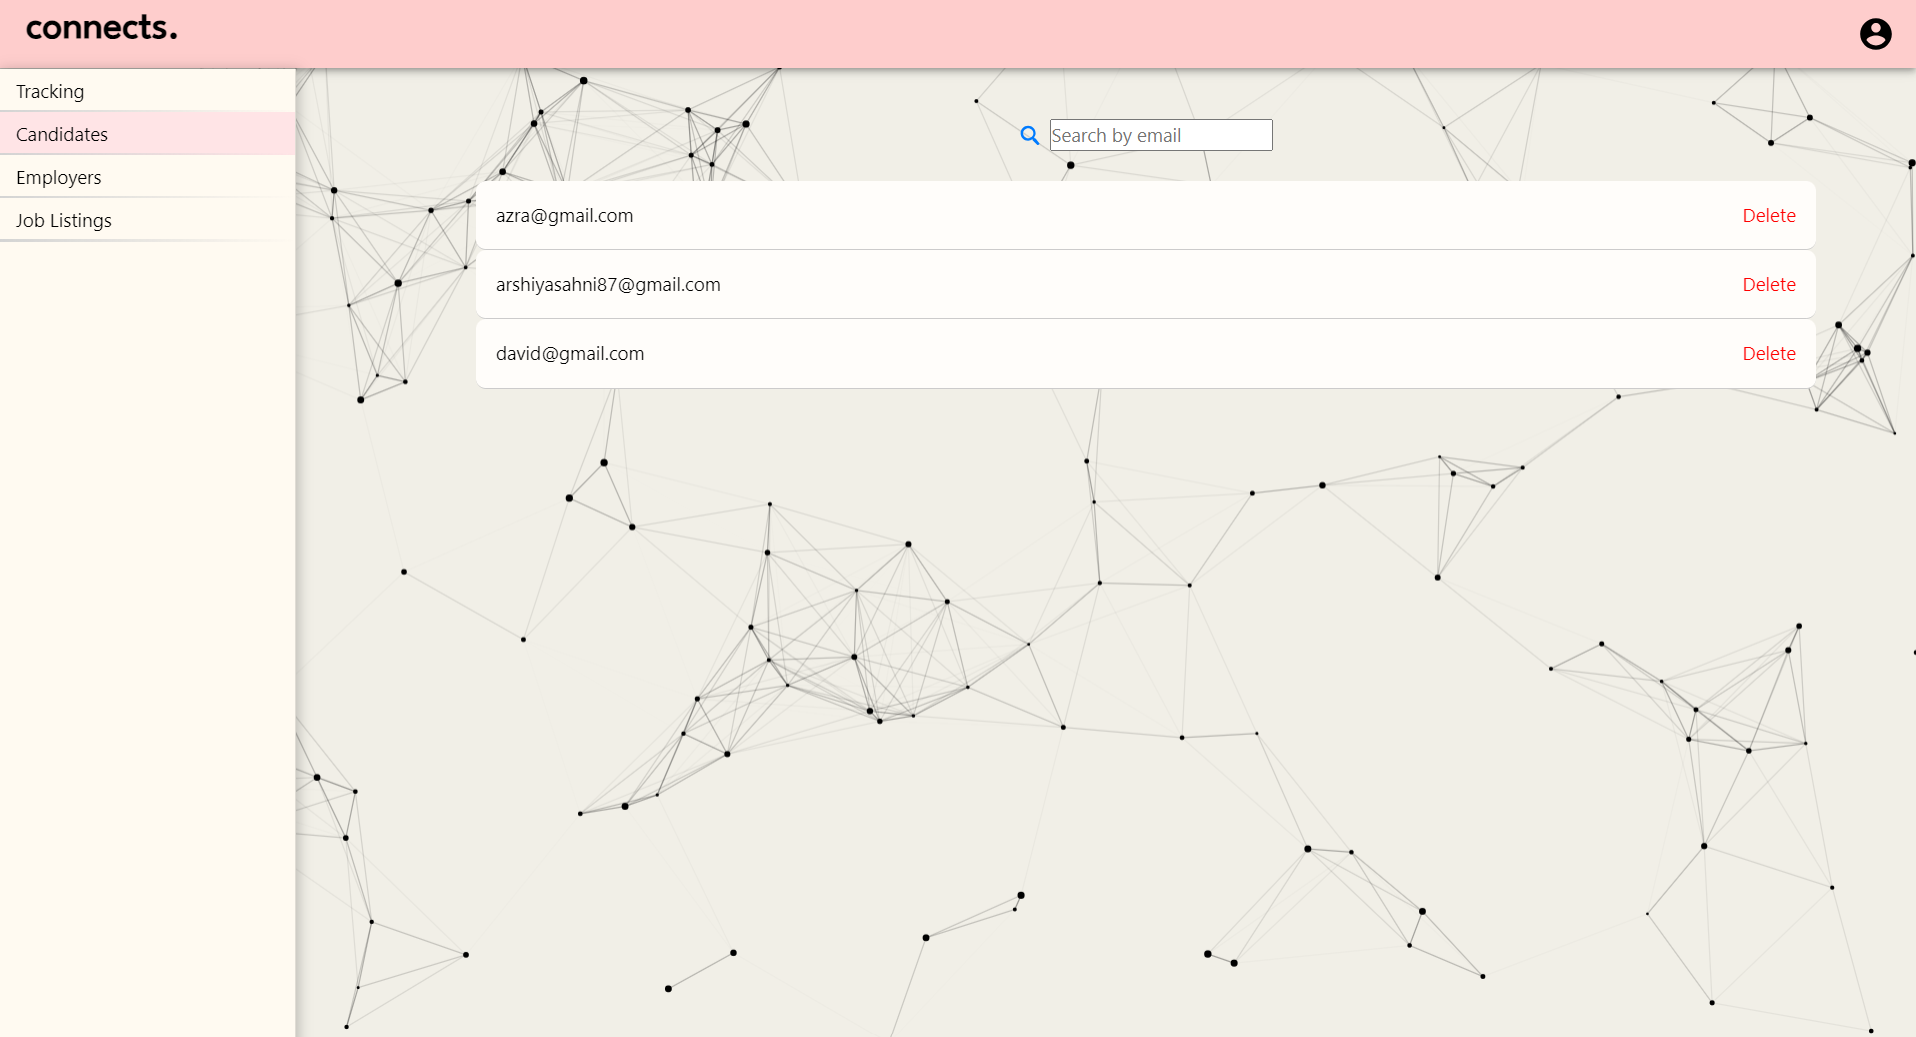 connects.
Tracking
Candidates
Employers
Job Listings
Search by email
azra@gmail.com Delete
arshiyasahni87@gmail.com Delete
david@gmail.com Delete